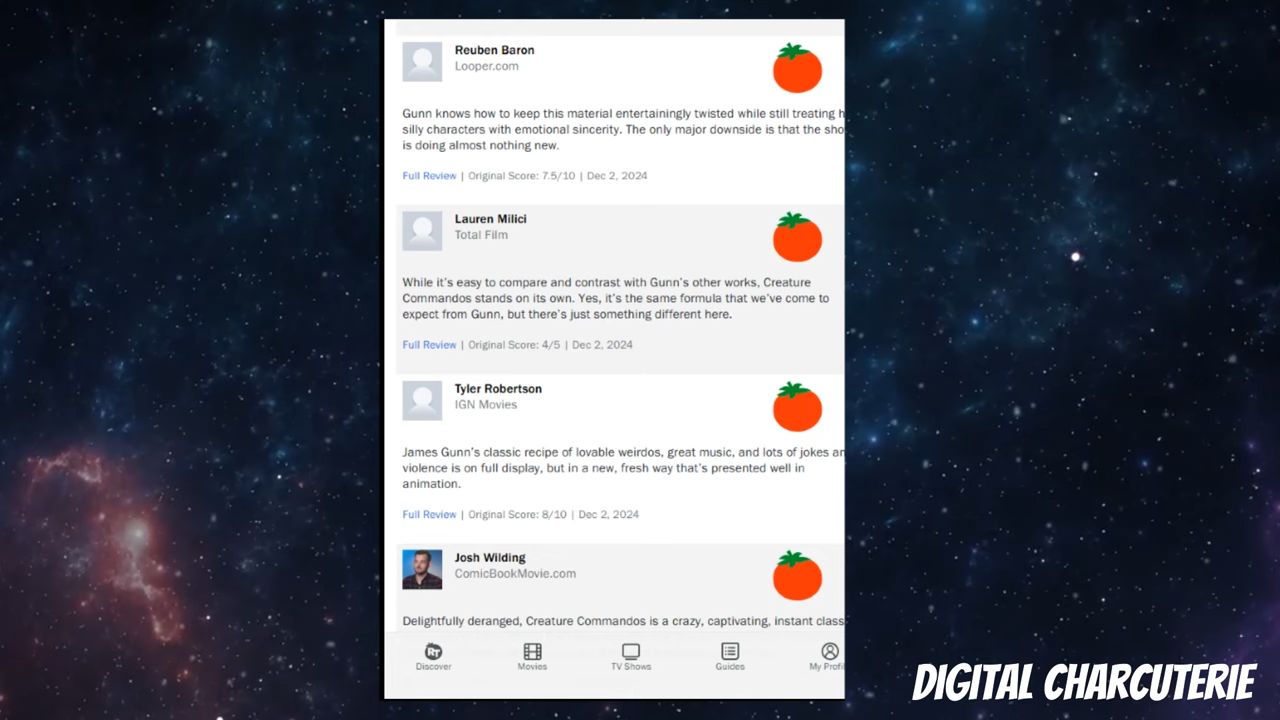 Reuben Baron
Looper.com
Gunn knows how to keep this material entertainingly twisted while still treating
silly characters with emotional sincerity. The only major downside is that the
is doing almost nothing new.
Full Review | Original Score: 7.5/10 | Dec 2, 2024
Lauren Milici
Total Film
While it's easy to compare and contrast with Gunn's other works, Creature
Commandos stands on its own. Yes, it's the same formula that we've come to
expect from Gunn, but there's just something different here.
Full Review | Original Score: 4/5 | Dec 2, 2024
Tyler Robertson
IGN Movies
James Gunn's classic recipe of lovable weirdos, great music, and lots of jokes
violence is on full display, but in a new, fresh way that's presented well in
animation.
Full Review | Original Score: 8/10 | Dec 2, 2024
Josh Wilding
ComicBookMovie.com
Delightfully deranged, Creature Commandos is a crazy, captivating, instant
RT
Discover
Movies
TV Shows
Guides
My
DIGITAL CHARCUTERIE